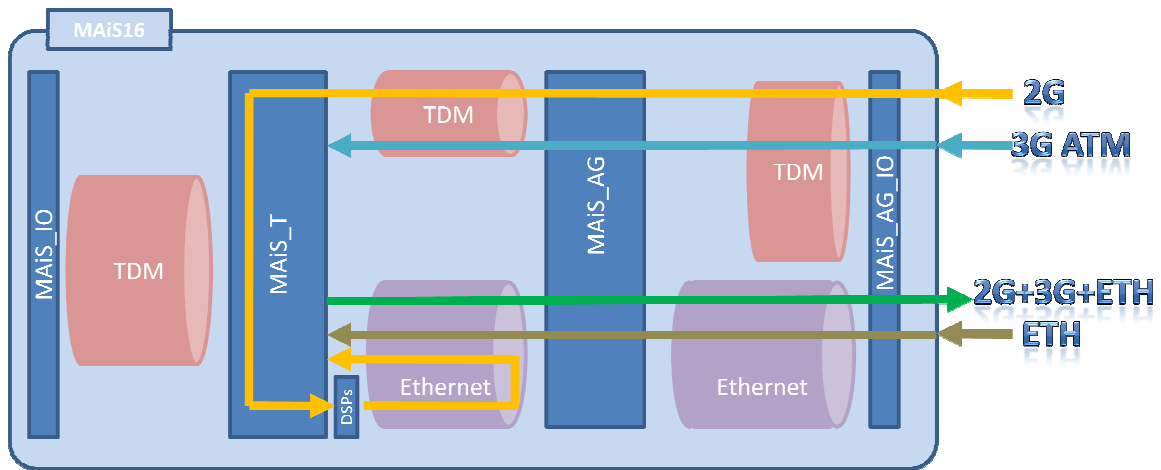 MAiS16
2G
TDM
3G ATM
TDM
MAiS_IO
MAiS_T
MAiS_AG
MAiS_AG_IO
TDM
2G+3G+ETH
ETH
Ethernet
Ethernet
DSPs